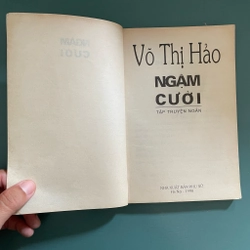 Võ Thị Hảo
NGẬM
CƯỜI
TẬP TRUYỆN NGẮN